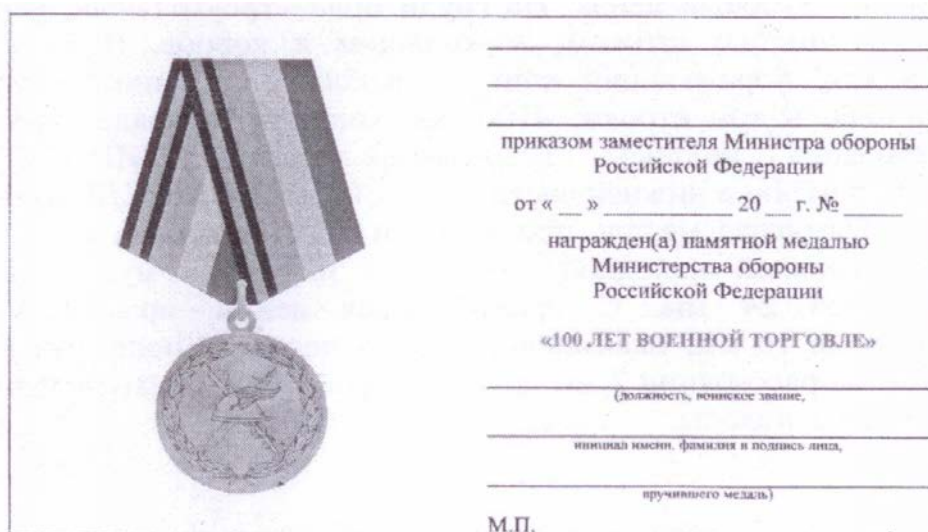 приказом заместителя Министра обороны
Российской Федерации
от « __ » ____________ 20 __ г. № _____
награжден(а) памятной медалью
Министерства обороны
Российской Федерации
«100 ЛЕТ ВОЕННОЙ ТОРГОВЛЕ»
(должность, воинское звание,
инициал имени, фамилия и подпись лица,
вручившего медаль)
М.П.